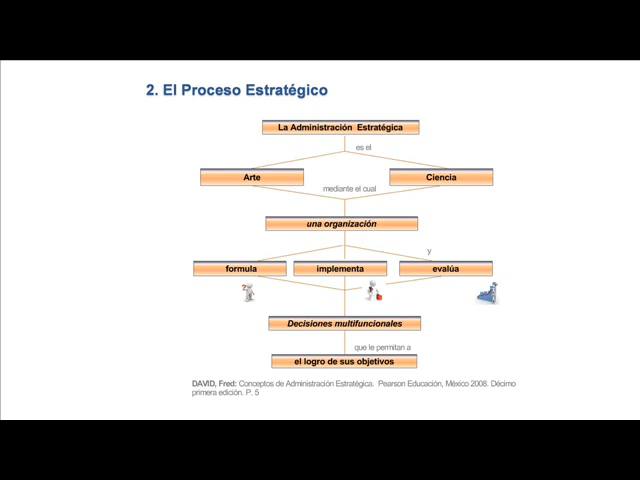 2. El Proceso Estratégico
La Administración Estratégica
es el
Arte
Ciencia
mediante el cual
una organización
y
formula
implementa
evalúa
?
Decisiones multifuncionales
que le permitan a
el logro de sus objetivos
DAVID, Fred: Conceptos de Administración Estratégica. Pearson Educación, México 2008. Décimo
primera edición. P. 5